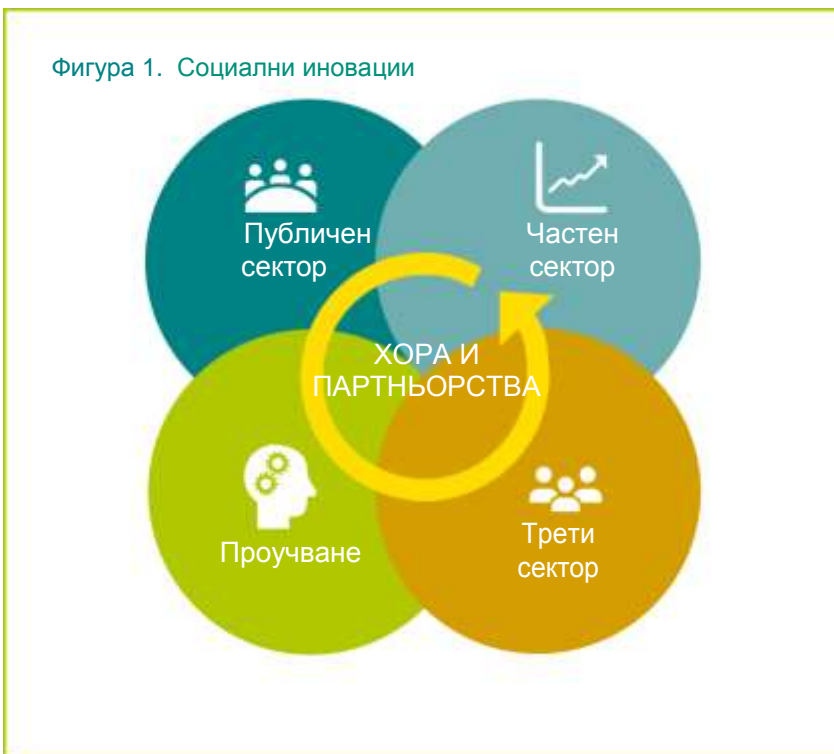 Фигура 1. Социални иновации
Публичен
сектор
Частен
сектор
ХОРА И
ПАРТНЬОРСТВА
Проучване
Трети
сектор